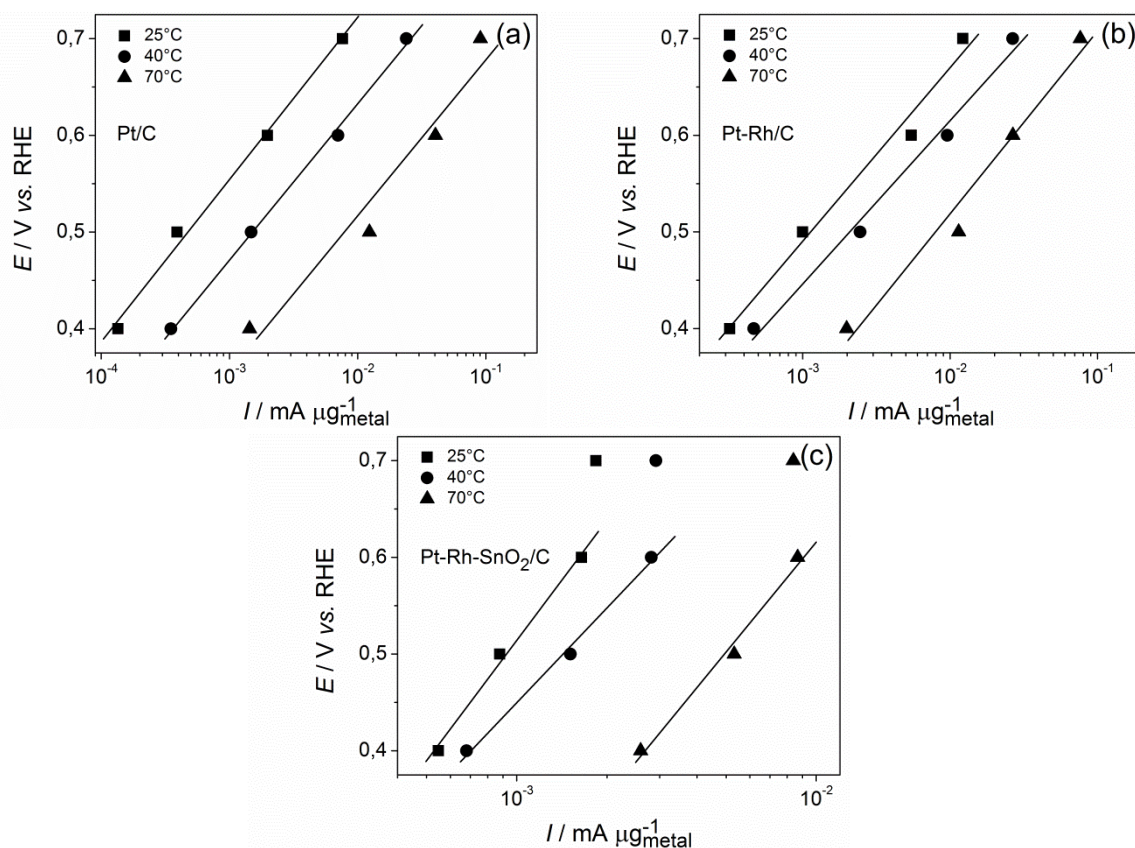 (a)
25°C
40°C
70°C
Pt/C
0,7
0,6
0,5
0,4
E / V vs. RHE
10⁻⁴ 10⁻³ 10⁻² 10⁻¹
I / mA μg⁻¹metal
(b)
25°C
40°C
70°C
Pt-Rh/C
0,7
0,6
0,5
0,4
E / V vs. RHE
10⁻³ 10⁻² 10⁻¹
I / mA μg⁻¹metal
(c)
25°C
40°C
70°C
Pt-Rh-SnO₂/C
0,7
0,6
0,5
0,4
E / V vs. RHE
10⁻³ 10⁻²
I / mA μg⁻¹metal